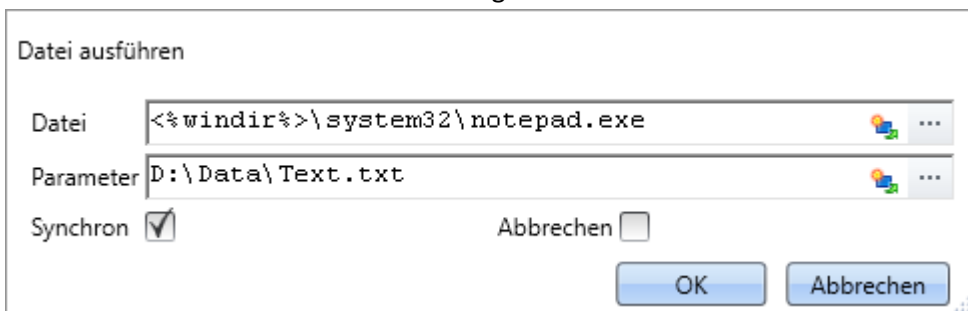 Datei ausführen
Datei <%windir%>\system32\notepad.exe ...
Parameter D:\Data\Text.txt ...
Synchron Abbrechen
OK Abbrechen